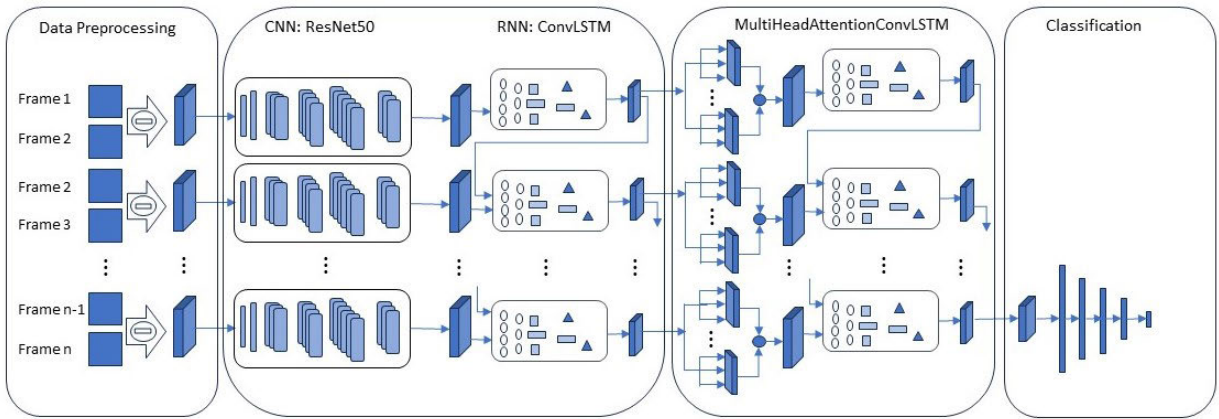 Data Preprocessing
CNN: ResNet50
RNN: ConvLSTM
MultiHeadAttentionConvLSTM
Classification
Frame 1
Frame 2
Frame 2
Frame 3
Frame n-1
Frame n